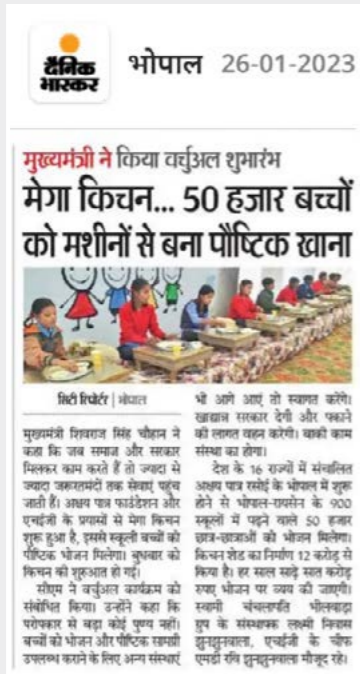 दैनिक
भास्कर
भोपाल 26-01-2023
मुख्यमंत्री ने किया वर्चुअल शुभारंभ
मेगा किचन... 50 हजार बच्चों
को मशीनों से बना पौष्टिक खाना
सिटी रिपोर्टर | भोपाल
मुख्यमंत्री शिवराज सिंह चौहान ने
कहा कि जब समाज और सरकार
मिलकर काम करते हैं तो ज्यादा से
ज्यादा जरूरतमंदों तक सेवाएं पहुंच
जाती हैं। अक्षय पात्र फाउंडेशन और
एचईजी के प्रयासों से मेगा किचन
शुरू हुआ है, इससे स्कूली बच्चों को
पौष्टिक भोजन मिलेगा। बुधवार को
किचन की शुरुआत हो गई।
सीएम ने वर्चुअल कार्यक्रम को
संबोधित किया। उन्होंने कहा कि
परोपकार से बड़ा कोई पुण्य नहीं।
बच्चों को भोजन और पौष्टिक सामग्री
उपलब्ध कराने के लिए अन्य संस्थाएं
भी आगे आएं तो स्वागत करेंगे।
खाद्यान्न सरकार देगी और पकाने
की लागत वहन करेगी। बाकी काम
संस्था का होगा।
देश के 16 राज्यों में संचालित
अक्षय पात्र रसोई के भोपाल में शुरू
होने से भोपाल-रायसेन के 900
स्कूलों में पढ़ने वाले 50 हजार
छात्र-छात्राओं को भोजन मिलेगा।
किचन शेड का निर्माण 12 करोड़ से
किया है। हर साल साढ़े सात करोड़
रुपए भोजन पर व्यय की जाएगी।
स्वामी चंचलापति भीलवाड़ा
ग्रुप के संस्थापक लक्ष्मी निवास
झुनझुनवाला, एचईजी के चीफ
एमडी रवि झुनझुनवाला मौजूद रहे।